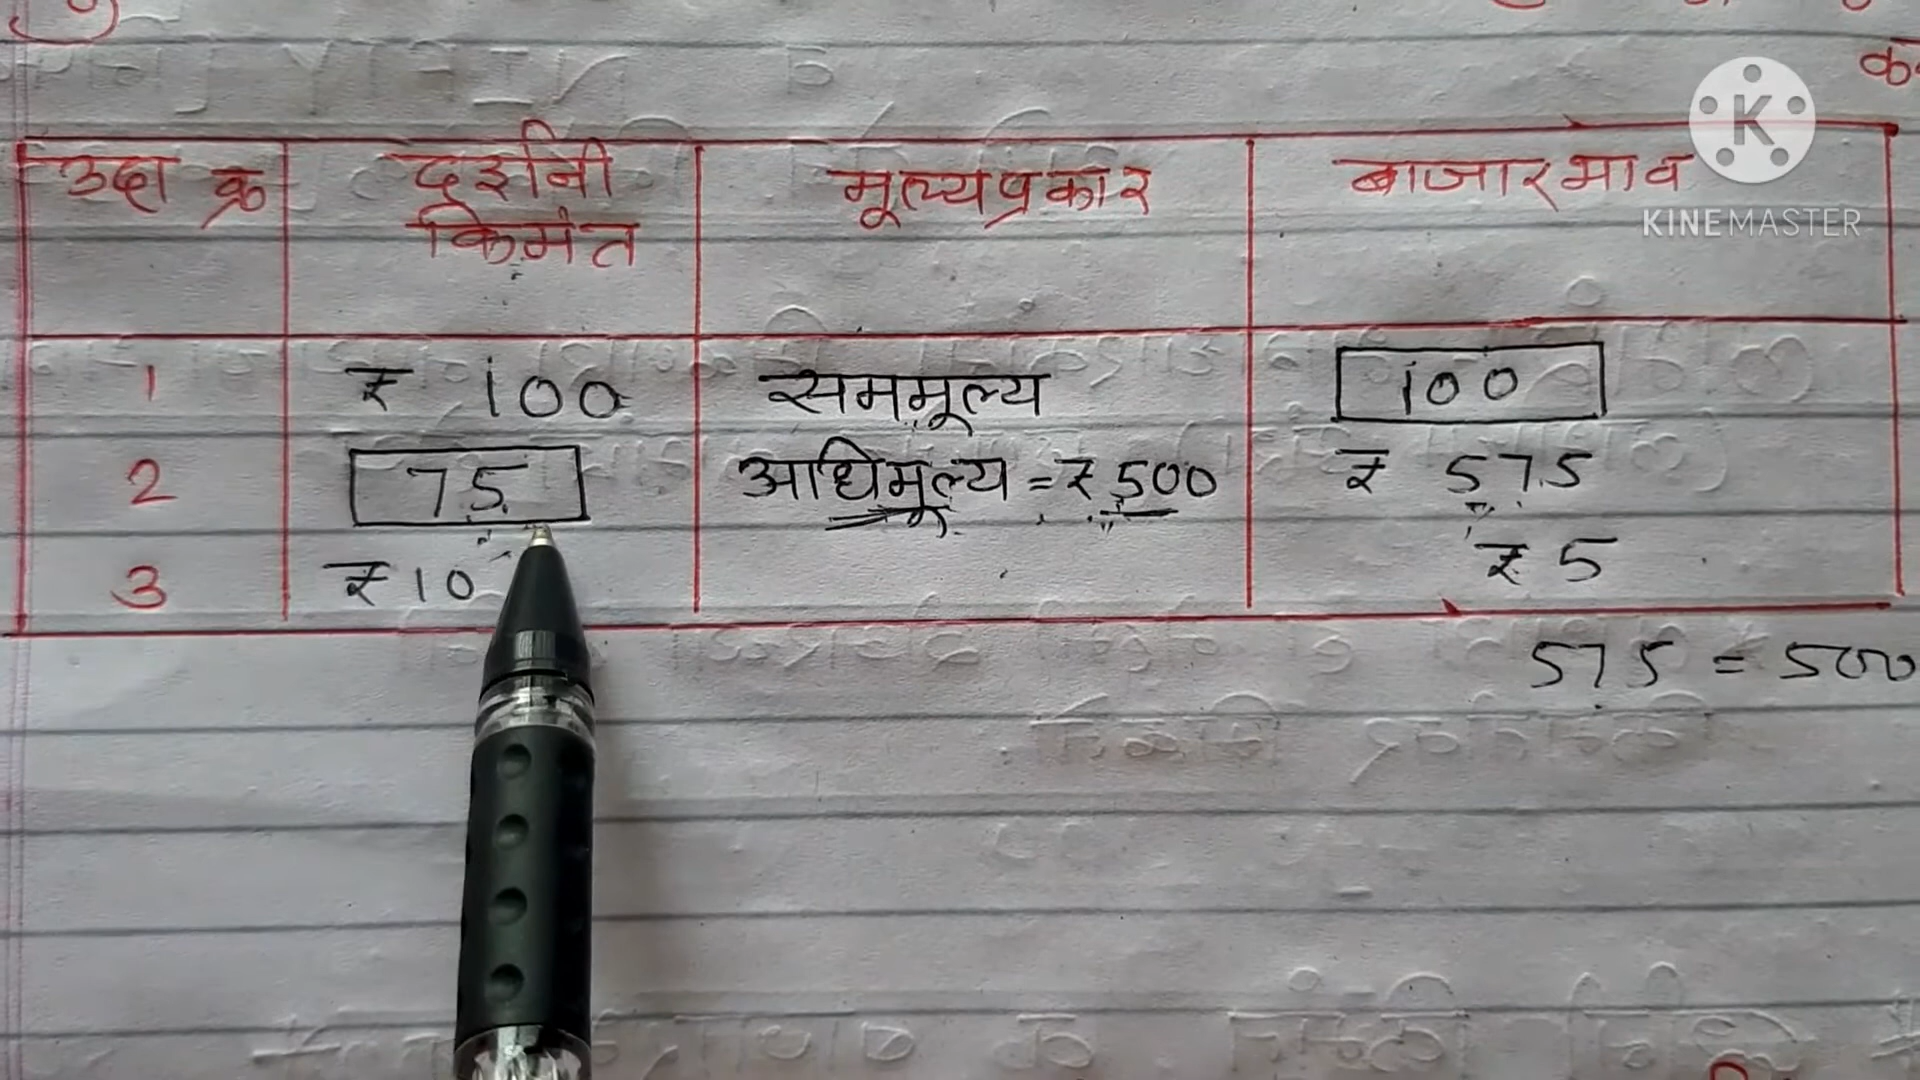 उदा क्र दर्शनी किंमत मूल्यप्रकार बाजारभाव
1 ₹ 100 सममूल्य 100
2 75 अधिमूल्य = ₹ 500 ₹ 575
3 ₹ 10 ₹ 5
575 = 500
K
KINEMASTER